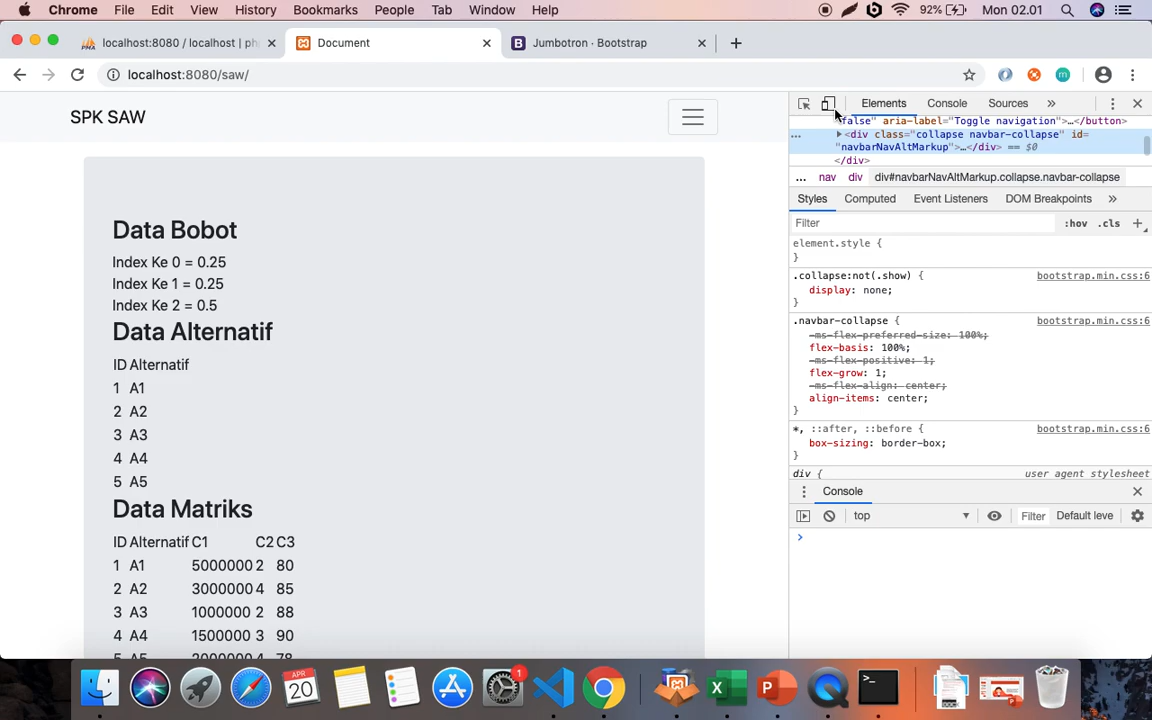 Chrome File Edit View History Bookmarks People Tab Window Help 92% Mon 02.01
localhost:8080 / localhost | ph Document Jumbotron · Bootstrap
localhost:8080/saw/
SPK SAW
Data Bobot
Index Ke 0 = 0.25
Index Ke 1 = 0.25
Index Ke 2 = 0.5
Data Alternatif
ID Alternatif
1 A1
2 A2
3 A3
4 A4
5 A5
Data Matriks
ID Alternatif C1 C2 C3
1 A1 5000000 2 80
2 A2 3000000 4 85
3 A3 1000000 2 88
4 A4 1500000 3 90
Elements Console Sources »
false" aria-label="Toggle navigation">…</button>
<div class="collapse navbar-collapse" id=
"navbarNavAltMarkup">…</div> == $0
</div>
... nav div div#navbarNavAltMarkup.collapse.navbar-collapse
Styles Computed Event Listeners DOM Breakpoints »
Filter :hov .cls +
element.style {
}
.collapse:not(.show) { bootstrap.min.css:6
display: none;
}
.navbar-collapse { bootstrap.min.css:6
-ms-flex-preferred-size: 100%;
flex-basis: 100%;
-ms-flex-positive: 1;
flex-grow: 1;
-ms-flex-align: center;
align-items: center;
}
*, ::after, ::before { bootstrap.min.css:6
box-sizing: border-box;
}
div { user agent stylesheet
Console
top Filter Default leve
APR
20
1